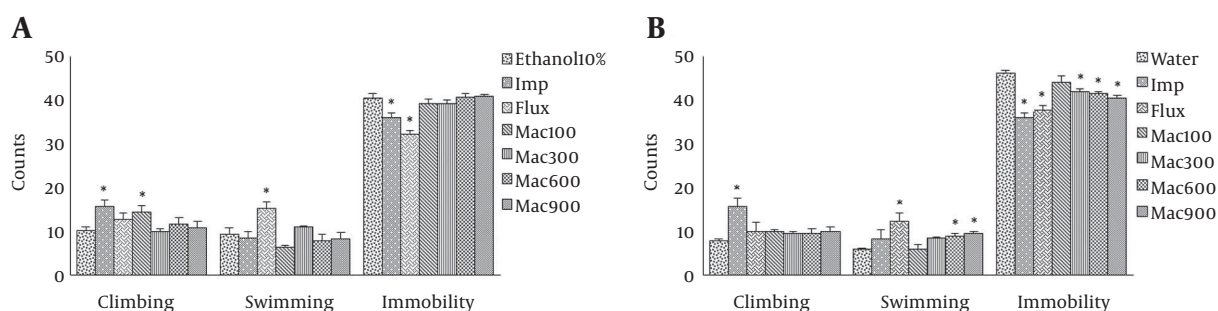 A
Counts
50
40
30
20
10
0
*
*
*
*
*
Climbing
Swimming
Immobility
Ethanol10%
Imp
Flux
Mac100
Mac300
Mac600
Mac900
B
Counts
50
40
30
20
10
0
*
*
*
*
*
*
*
*
*
Climbing
Swimming
Immobility
Water
Imp
Flux
Mac100
Mac300
Mac600
Mac900